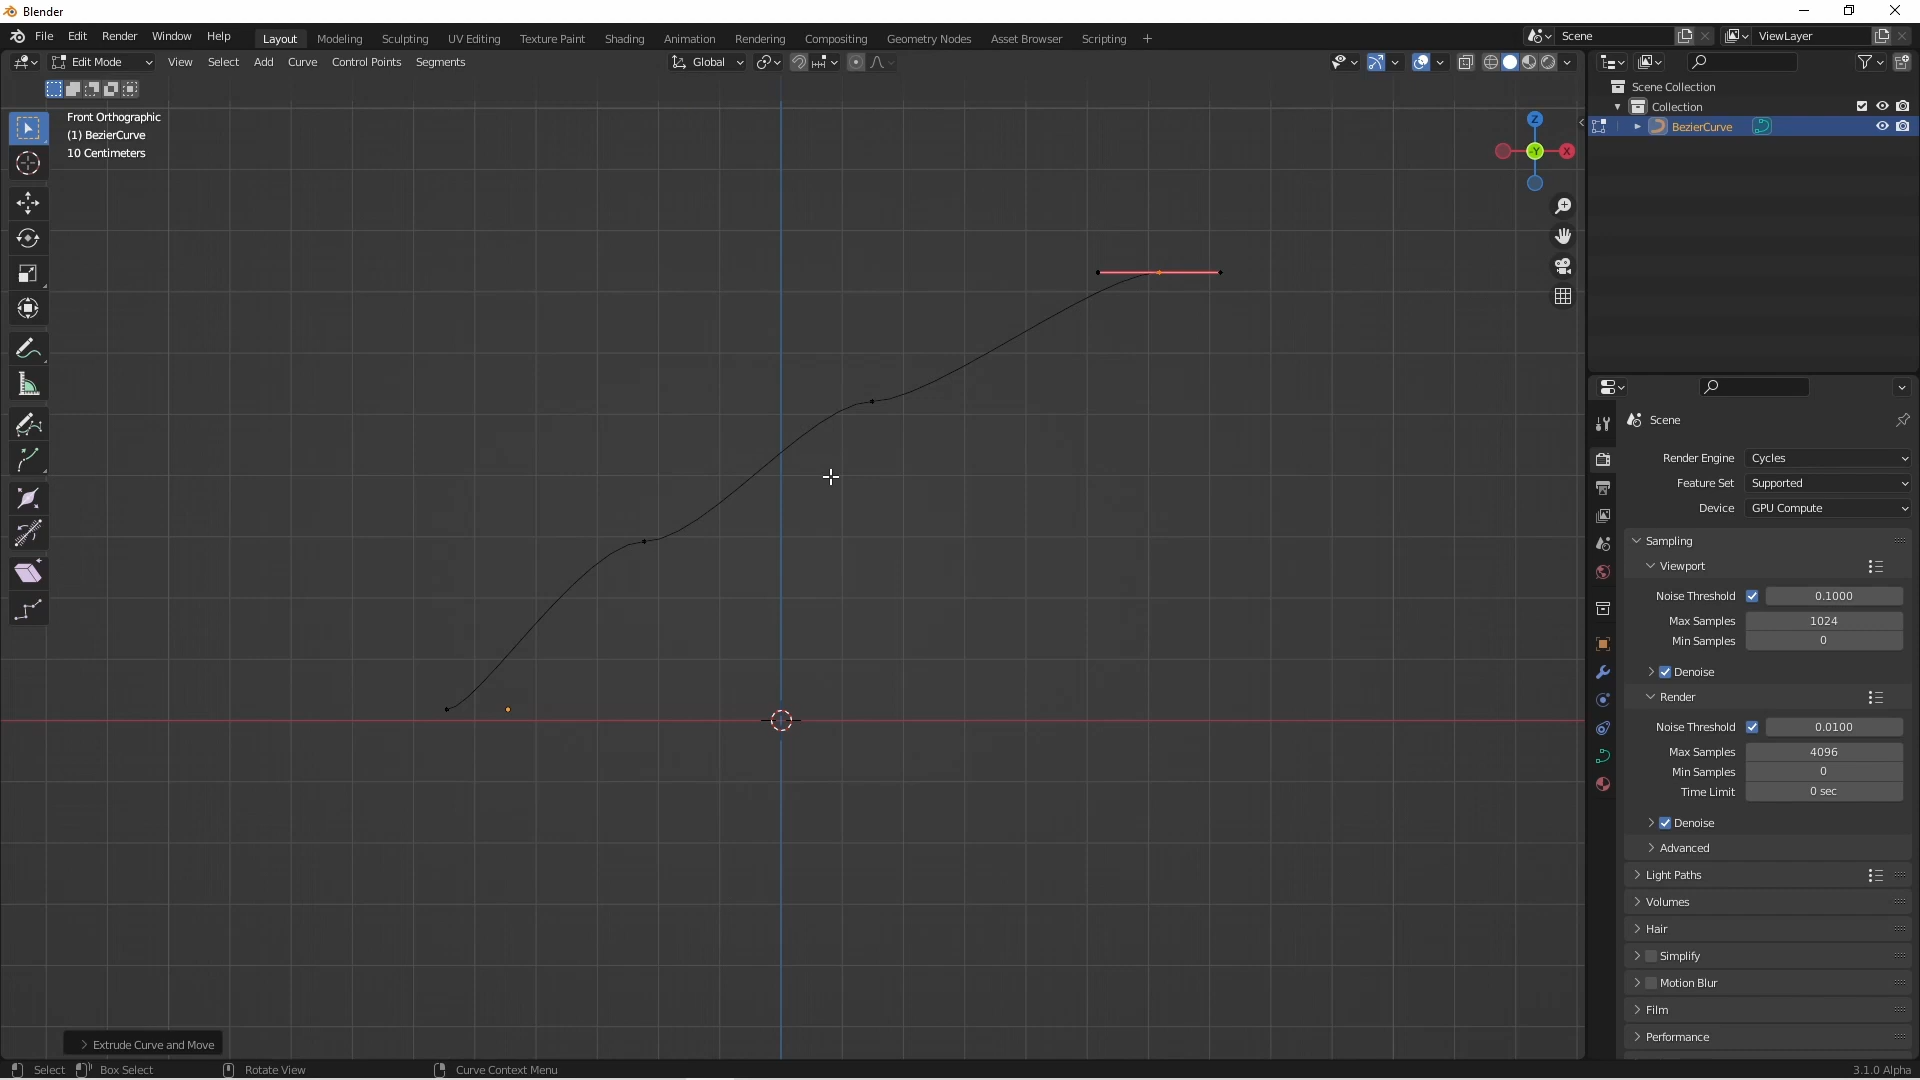 Blender
File Edit Render Window Help Layout Modeling Sculpting UV Editing Texture Paint Shading Animation Rendering Compositing Geometry Nodes Asset Browser Scripting + Scene ViewLayer
Edit Mode View Select Add Curve Control Points Segments Global
Front Orthographic
(1) BezierCurve
10 Centimeters
Z
-Y
X
Scene Collection
Collection
BezierCurve
Scene
Render Engine Cycles
Feature Set Supported
Device GPU Compute
Sampling
Viewport
Noise Threshold 0.1000
Max Samples 1024
Min Samples 0
Denoise
Render
Noise Threshold 0.0100
Max Samples 4096
Min Samples 0
Time Limit 0 sec
Denoise
Advanced
Light Paths
Volumes
Hair
Simplify
Motion Blur
Film
Performance
Extrude Curve and Move
Select Box Select Rotate View Curve Context Menu 3.1.0 Alpha